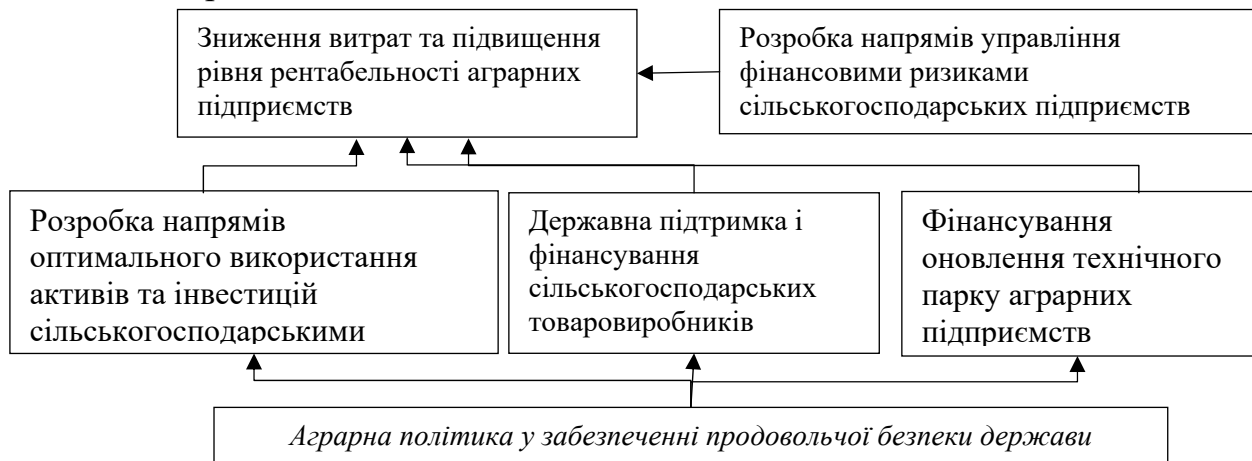 Зниження витрат та підвищення
рівня рентабельності аграрних
підприємств
Розробка напрямів управління
фінансовими ризиками
сільськогосподарських підприємств
Розробка напрямів
оптимального використання
активів та інвестицій
сільськогосподарськими
Державна підтримка і
фінансування
сільськогосподарських
товаровиробників
Фінансування
оновлення технічного
парку аграрних
підприємств
Аграрна політика у забезпеченні продовольчої безпеки держави